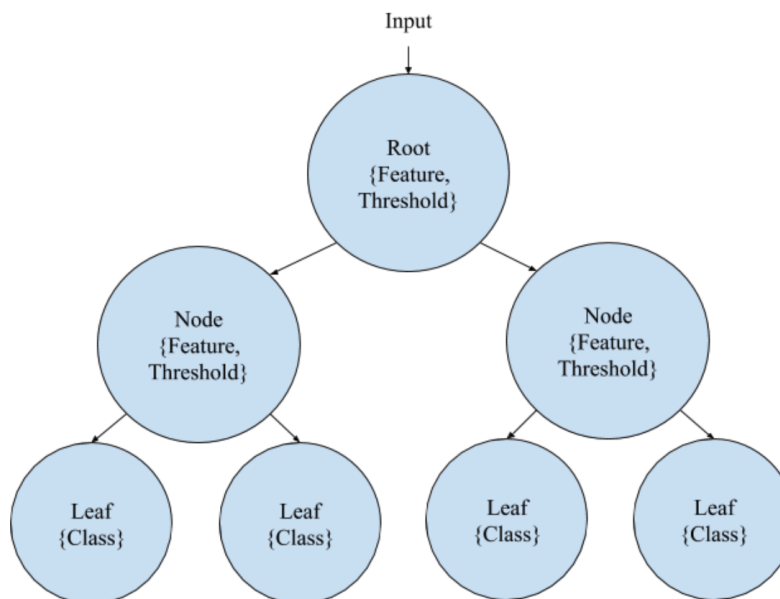 Input
Root
{Feature,
Threshold}
Node
{Feature,
Threshold}
Node
{Feature,
Threshold}
Leaf
{Class}
Leaf
{Class}
Leaf
{Class}
Leaf
{Class}